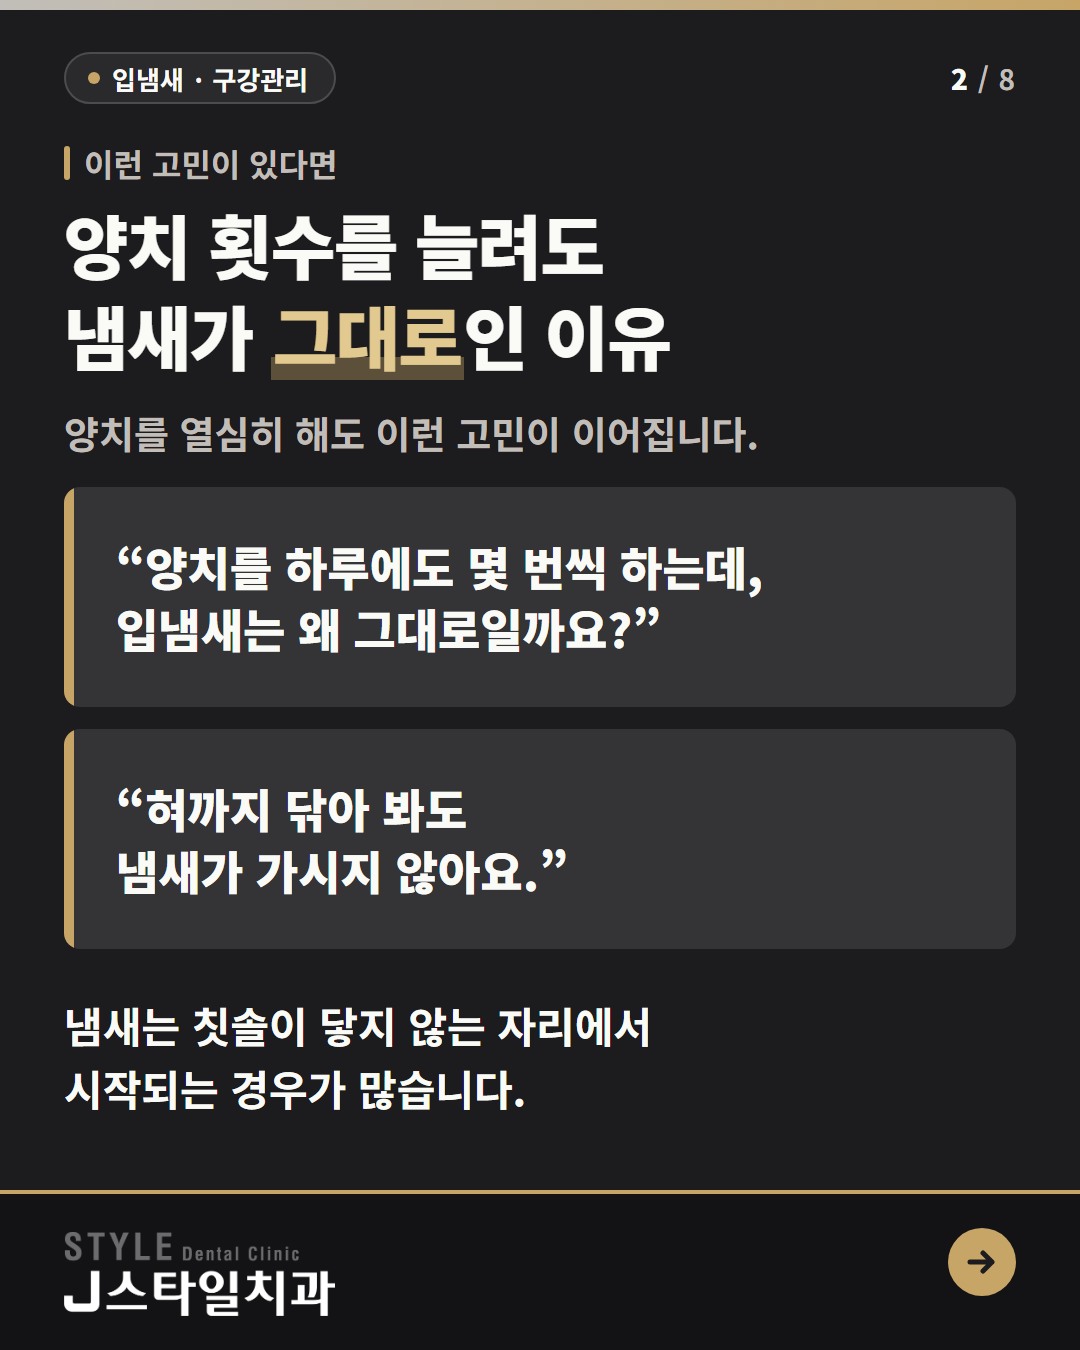 입냄새 · 구강관리
2 / 8
이런 고민이 있다면
양치 횟수를 늘려도
냄새가 그대로인 이유
양치를 열심히 해도 이런 고민이 이어집니다.
“양치를 하루에도 몇 번씩 하는데,
입냄새는 왜 그대로일까요?”
“혀까지 닦아 봐도
냄새가 가시지 않아요.”
냄새는 칫솔이 닿지 않는 자리에서
시작되는 경우가 많습니다.
STYLE Dental Clinic
J스타일치과